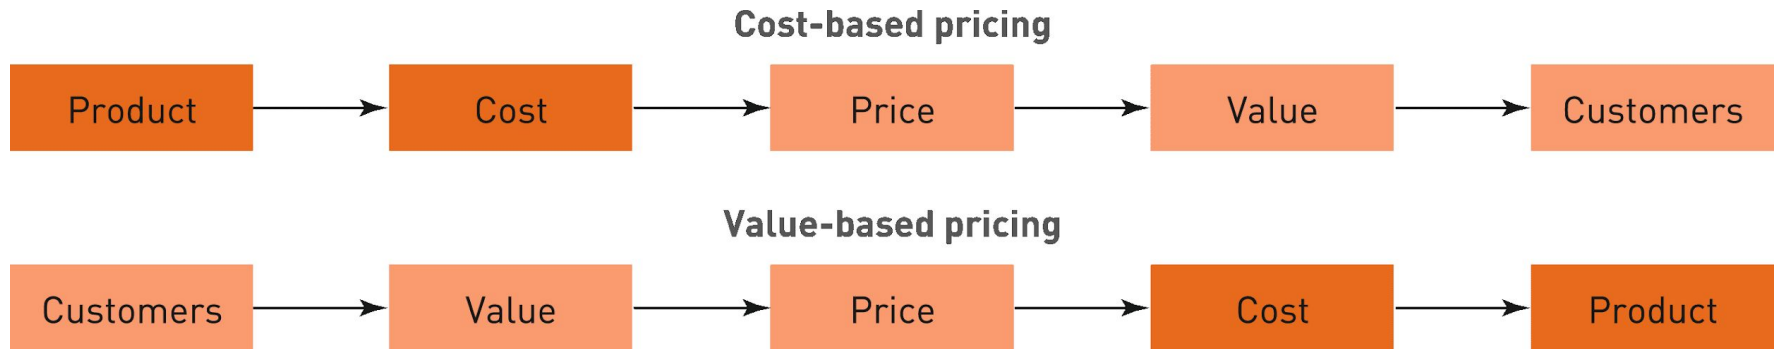 Cost-based pricing
Product Cost Price Value Customers
Value-based pricing
Customers Value Price Cost Product